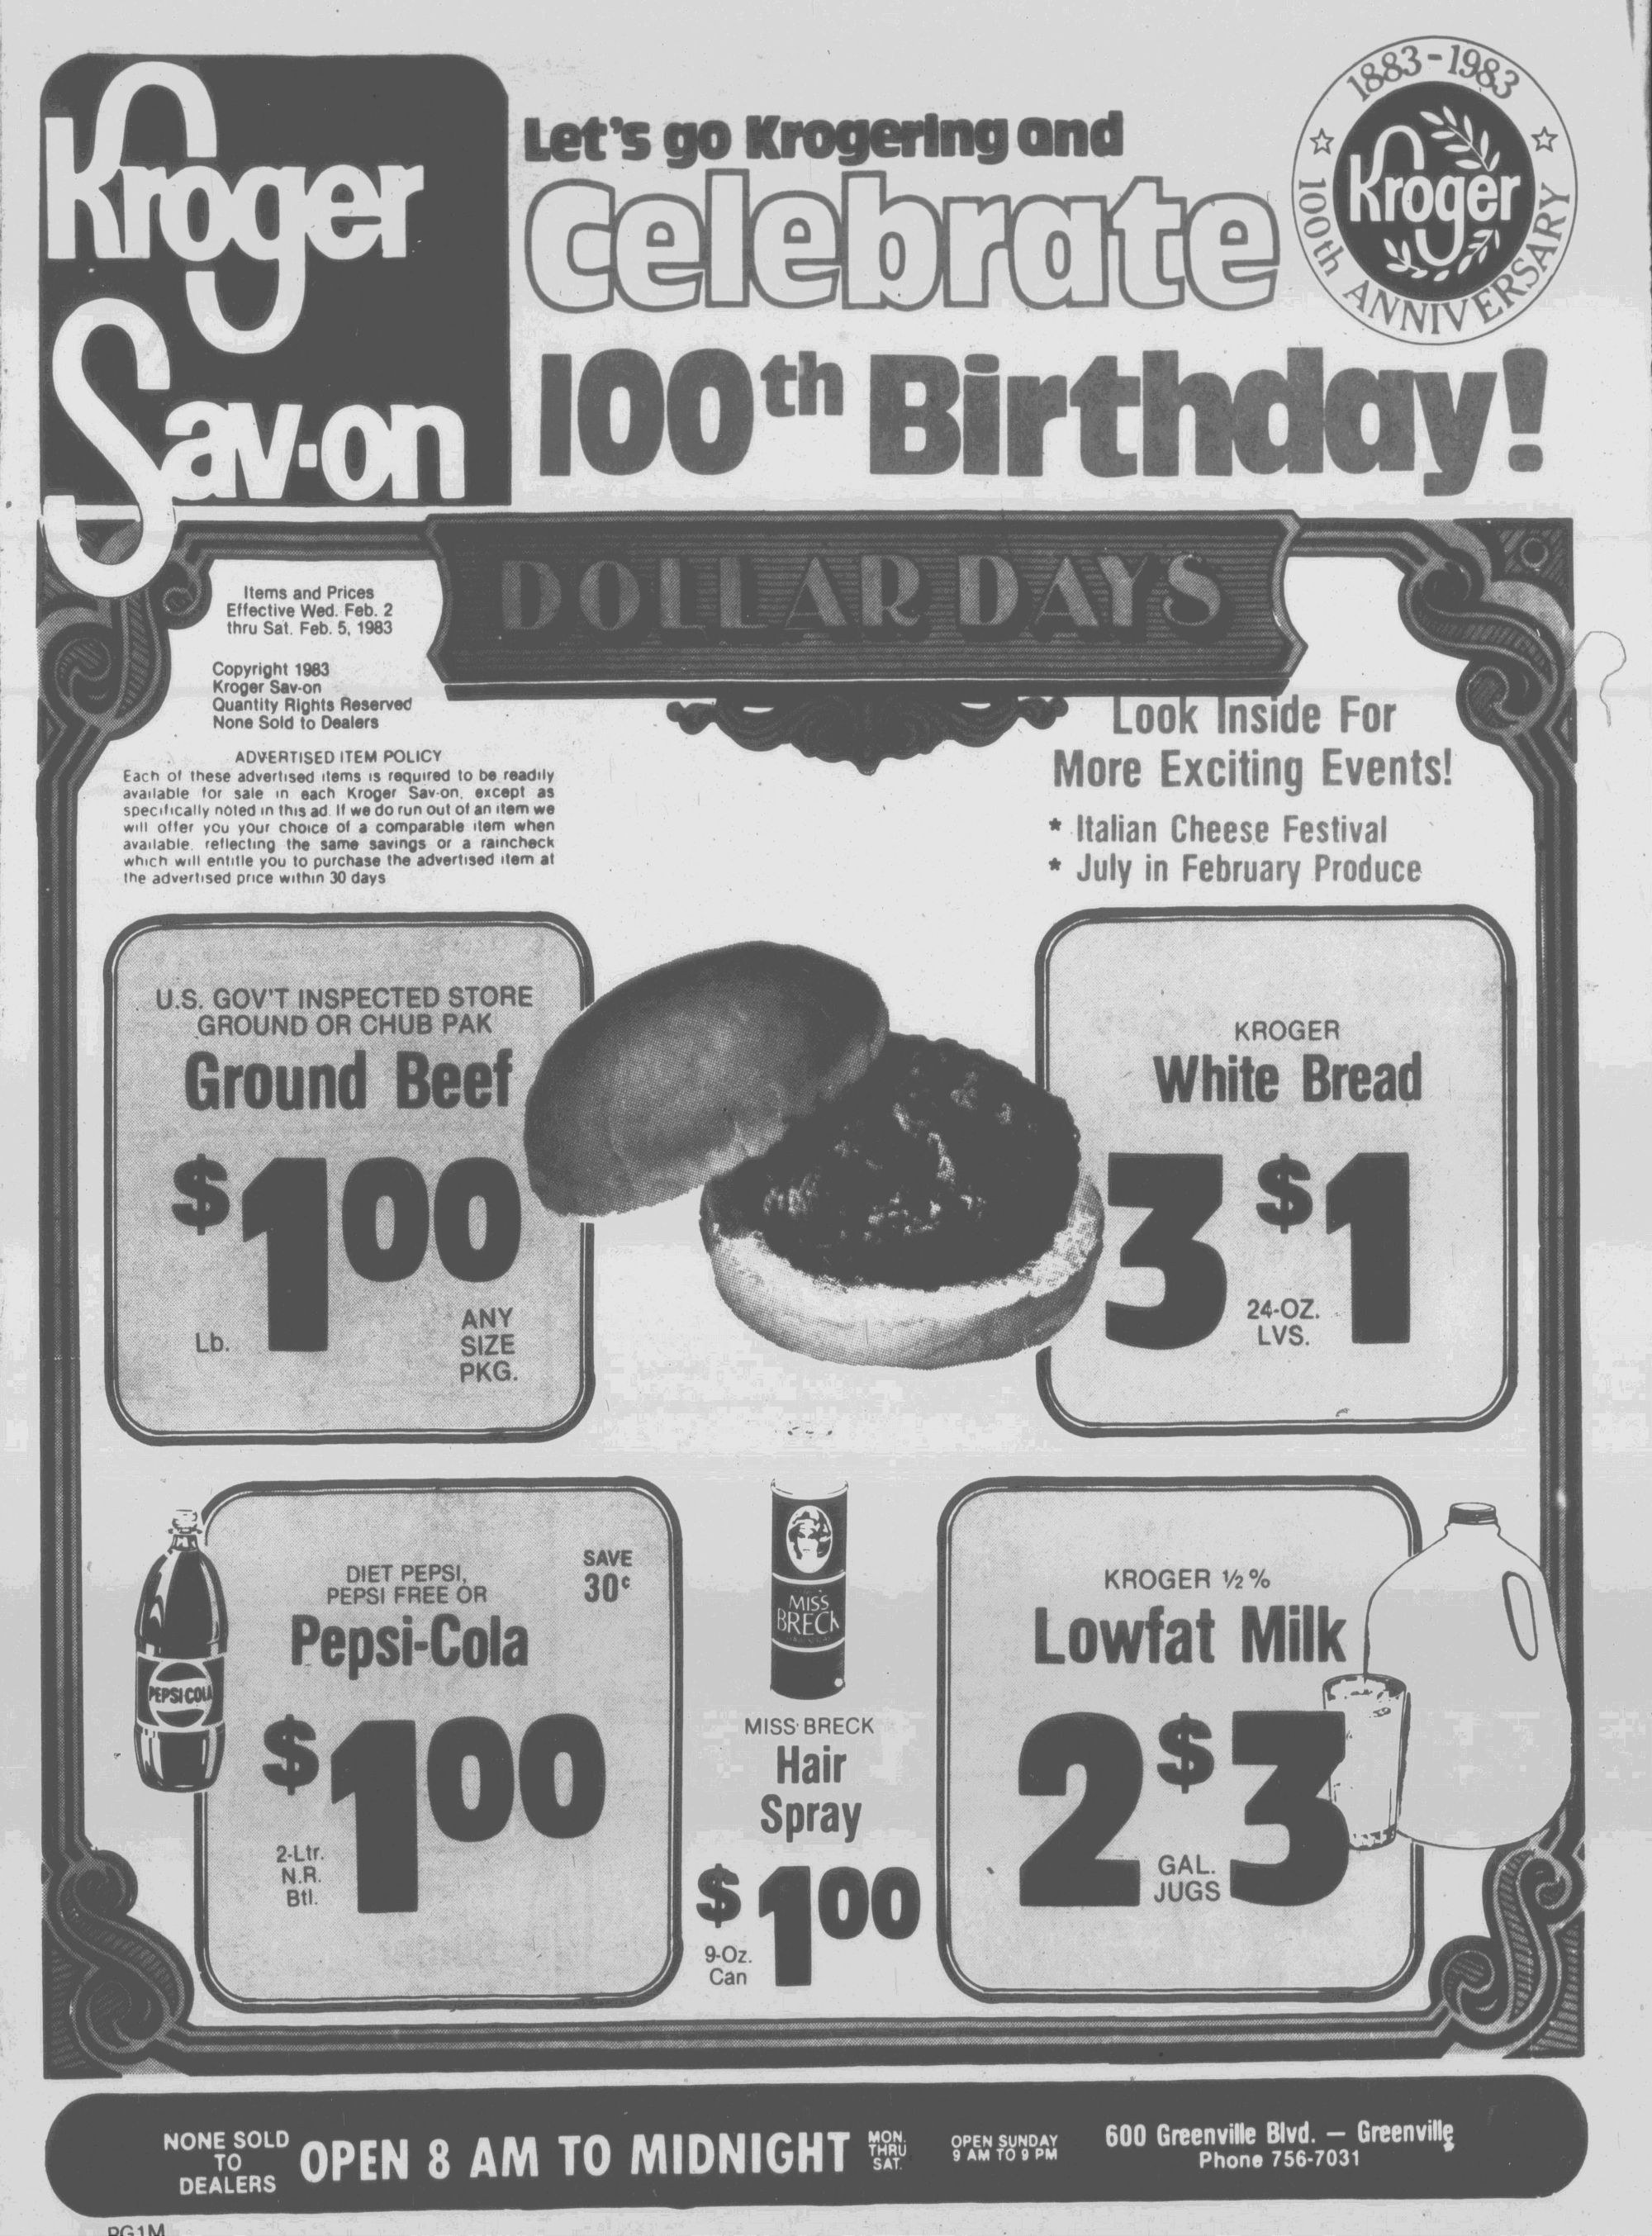 Kroger
Sav-on
Let's go Krogering and
Celebrate
100th Birthday!
1883-1983
Kroger
100th ANNIVERSARY
DOLLAR DAYS
Items and Prices
Effective Wed. Feb. 2
thru Sat. Feb. 5, 1983
Copyright 1983
Kroger Sav-on
Quantity Rights Reserved
None Sold to Dealers
ADVERTISED ITEM POLICY
Each of these advertised items is required to be readily
available for sale in each Kroger Sav-on, except as
specifically noted in this ad. If we do run out of an item we
will offer you your choice of a comparable item when
available, reflecting the same savings or a raincheck
which will entitle you to purchase the advertised item at
the advertised price within 30 days
Look Inside For
More Exciting Events!
* Italian Cheese Festival
* July in February Produce
U.S. GOV'T INSPECTED STORE
GROUND OR CHUB PAK
Ground Beef
$1 00
Lb.
ANY
SIZE
PKG.
KROGER
White Bread
3 $1
24-OZ.
LVS.
DIET PEPSI,
PEPSI FREE OR
Pepsi-Cola
SAVE
30¢
PEPSI COLA
$1 00
2-Ltr.
N.R.
Btl.
MISS
BRECK
MISS BRECK
Hair
Spray
$1 00
9-Oz.
Can
KROGER ½%
Lowfat Milk
2 $3
GAL.
JUGS
NONE SOLD
TO
DEALERS
OPEN 8 AM TO MIDNIGHT
MON.
THRU
SAT.
OPEN SUNDAY
9 AM TO 9 PM
600 Greenville Blvd. — Greenville
Phone 756-7031
PG1M